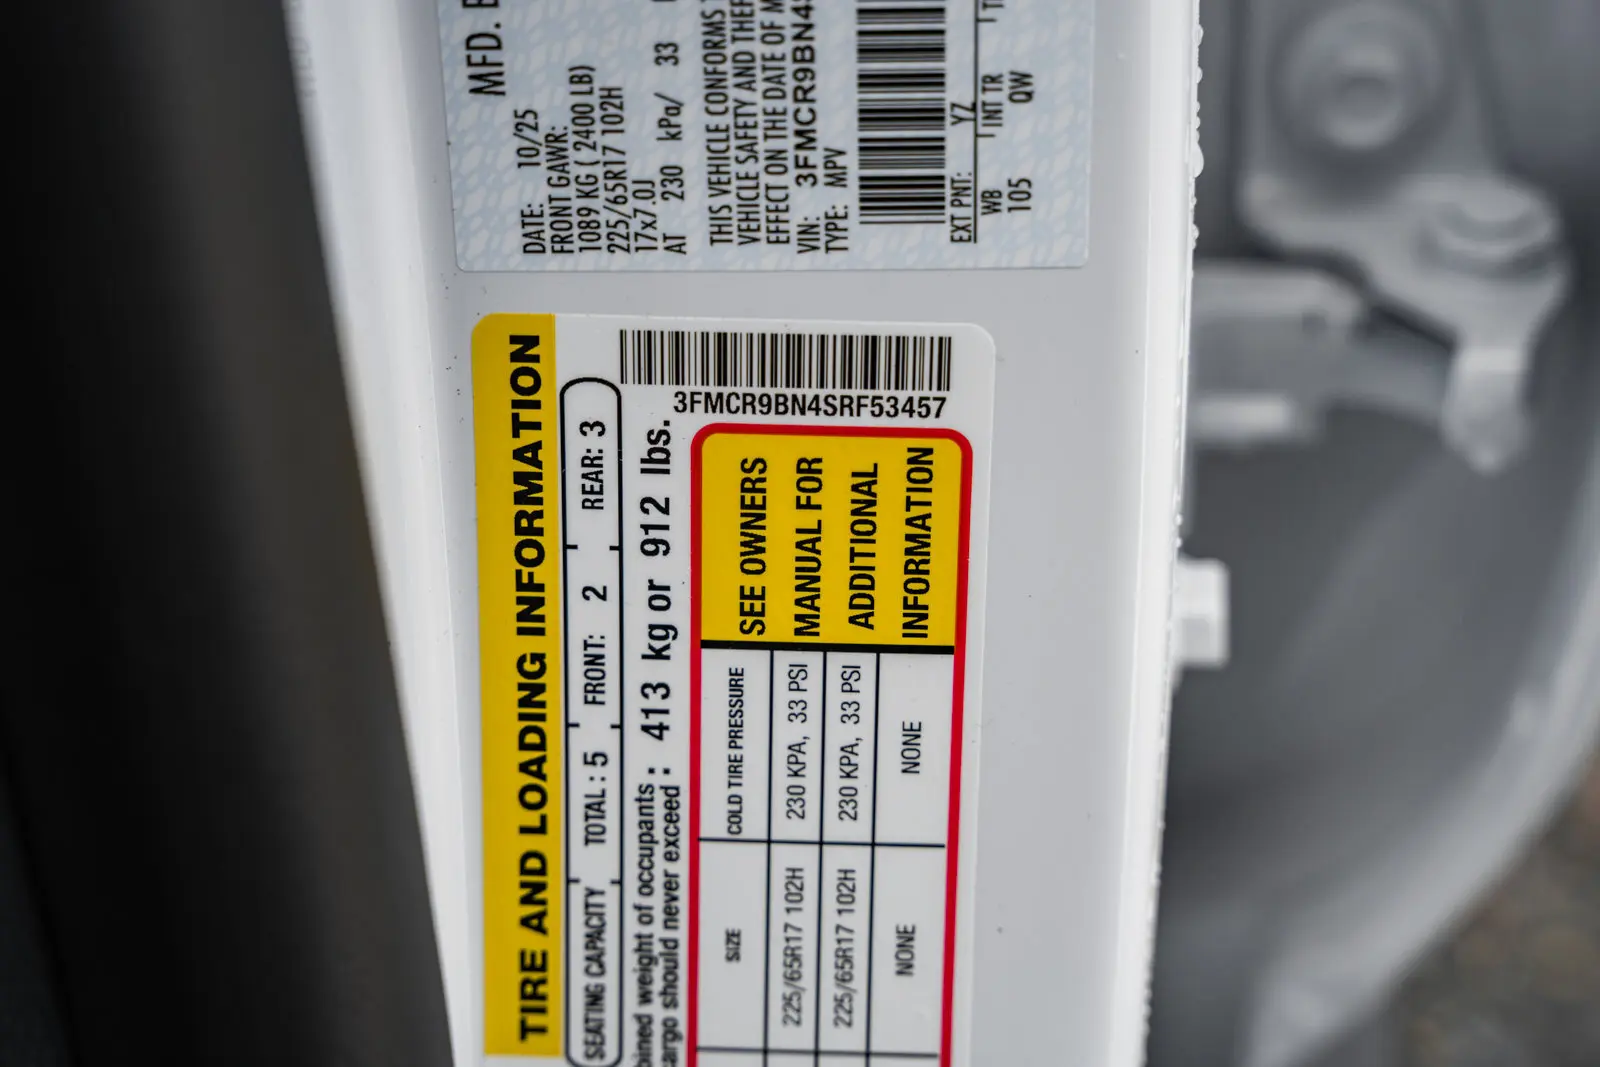 MFD.
DATE: 10/25
FRONT GAWR:
1089 KG ( 2400 LB)
225/65R17 102H
17x7.0J
AT 230 kPa/ 33
THIS VEHICLE CONFORMS
VEHICLE SAFETY AND
EFFECT ON THE DATE OF
VIN: 3FMCR9BN4
TYPE: MPV
EXT PNT: YZ
WB INT TR
105 QW
TIRE AND LOADING INFORMATION
SEATING CAPACITY TOTAL : 5 FRONT: 2 REAR: 3
weight of occupants : 413 kg or 912 lbs.
should never exceed
3FMCR9BN4SRF53457
SIZE COLD TIRE PRESSURE
225/65R17 102H 230 KPA, 33 PSI
225/65R17 102H 230 KPA, 33 PSI
NONE NONE
SEE OWNERS
MANUAL FOR
ADDITIONAL
INFORMATION